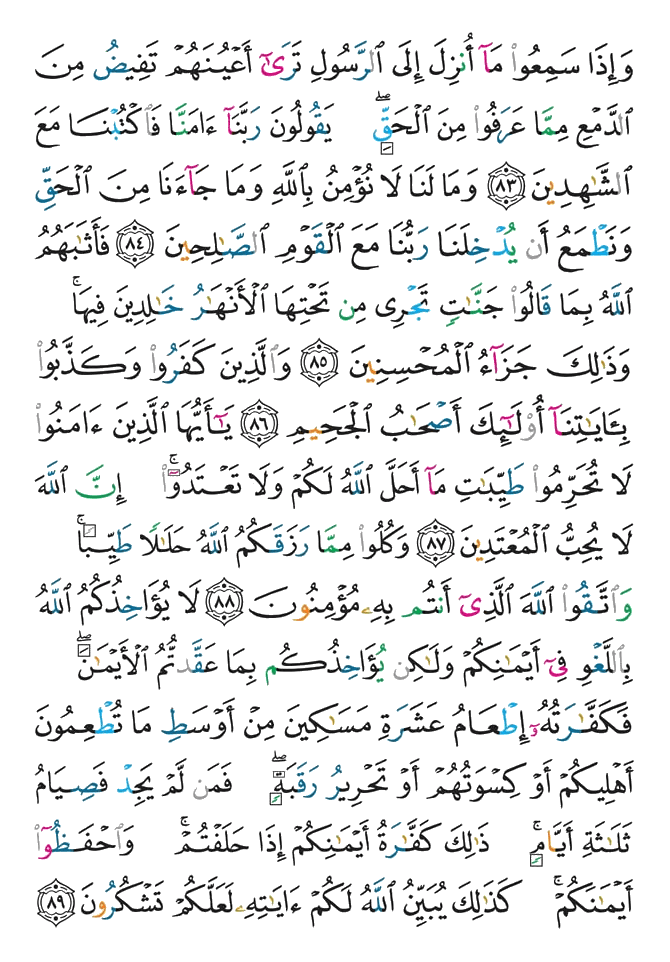 وَإِذَا سَمِعُوا۟ مَآ أُنزِلَ إِلَى ٱلرَّسُولِ تَرَىٰٓ أَعْيُنَهُمْ تَفِيضُ مِنَ
ٱلدَّمْعِ مِمَّا عَرَفُوا۟ مِنَ ٱلْحَقِّ ۖ يَقُولُونَ رَبَّنَآ ءَامَنَّا فَٱكْتُبْنَا مَعَ
ٱلشَّٰهِدِينَ ٨٣ وَمَا لَنَا لَا نُؤْمِنُ بِٱللَّهِ وَمَا جَآءَنَا مِنَ ٱلْحَقِّ
وَنَطْمَعُ أَن يُدْخِلَنَا رَبُّنَا مَعَ ٱلْقَوْمِ ٱلصَّٰلِحِينَ ٨٤ فَأَثَٰبَهُمُ
ٱللَّهُ بِمَا قَالُوا۟ جَنَّٰتٍ تَجْرِى مِن تَحْتِهَا ٱلْأَنْهَٰرُ خَٰلِدِينَ فِيهَا ۚ
وَذَٰلِكَ جَزَآءُ ٱلْمُحْسِنِينَ ٨٥ وَٱلَّذِينَ كَفَرُوا۟ وَكَذَّبُوا۟
بِـَٔايَٰتِنَآ أُو۟لَٰٓئِكَ أَصْحَٰبُ ٱلْجَحِيمِ ٨٦ يَٰٓأَيُّهَا ٱلَّذِينَ ءَامَنُوا۟
لَا تُحَرِّمُوا۟ طَيِّبَٰتِ مَآ أَحَلَّ ٱللَّهُ لَكُمْ وَلَا تَعْتَدُوٓا۟ ۚ إِنَّ ٱللَّهَ
لَا يُحِبُّ ٱلْمُعْتَدِينَ ٨٧ وَكُلُوا۟ مِمَّا رَزَقَكُمُ ٱللَّهُ حَلَٰلًا طَيِّبًا ۚ
وَٱتَّقُوا۟ ٱللَّهَ ٱلَّذِىٓ أَنتُم بِهِۦ مُؤْمِنُونَ ٨٨ لَا يُؤَاخِذُكُمُ ٱللَّهُ
بِٱللَّغْوِ فِىٓ أَيْمَٰنِكُمْ وَلَٰكِن يُؤَاخِذُكُم بِمَا عَقَّدتُّمُ ٱلْأَيْمَٰنَ ۖ
فَكَفَّٰرَتُهُۥٓ إِطْعَامُ عَشَرَةِ مَسَٰكِينَ مِنْ أَوْسَطِ مَا تُطْعِمُونَ
أَهْلِيكُمْ أَوْ كِسْوَتُهُمْ أَوْ تَحْرِيرُ رَقَبَةٍ ۖ فَمَن لَّمْ يَجِدْ فَصِيَامُ
ثَلَٰثَةِ أَيَّامٍ ۚ ذَٰلِكَ كَفَّٰرَةُ أَيْمَٰنِكُمْ إِذَا حَلَفْتُمْ ۚ وَٱحْفَظُوٓا۟
أَيْمَٰنَكُمْ ۚ كَذَٰلِكَ يُبَيِّنُ ٱللَّهُ لَكُمْ ءَايَٰتِهِۦ لَعَلَّكُمْ تَشْكُرُونَ ٨٩